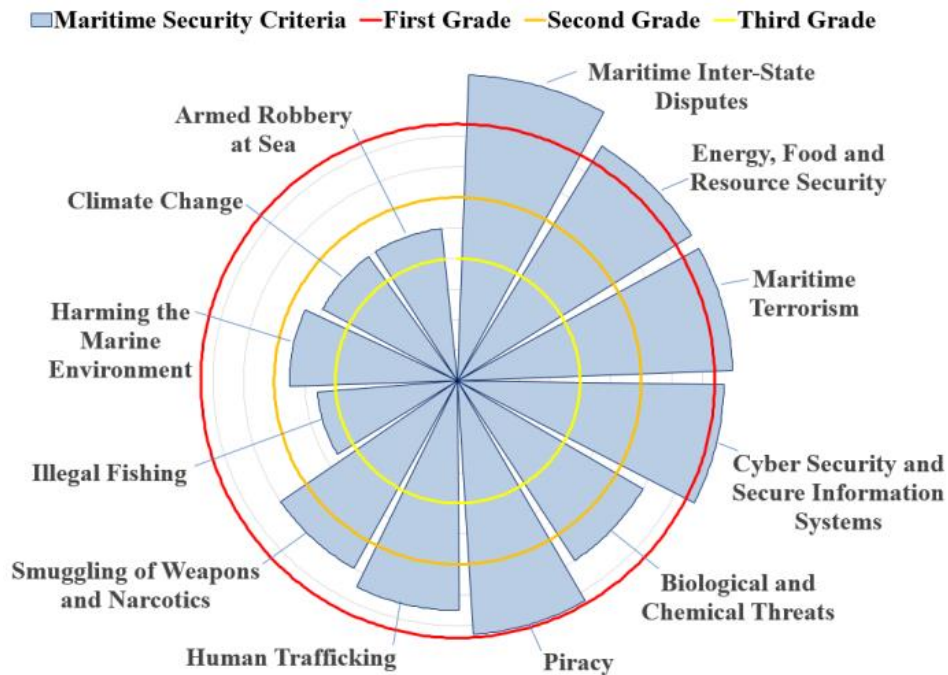 Maritime Security Criteria First Grade Second Grade Third Grade
Maritime Inter-State
Disputes
Energy, Food and
Resource Security
Maritime
Terrorism
Cyber Security and
Secure Information
Systems
Biological and
Chemical Threats
Piracy
Human Trafficking
Smuggling of Weapons
and Narcotics
Illegal Fishing
Harming the
Marine
Environment
Climate Change
Armed Robbery
at Sea